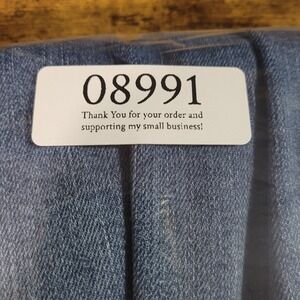 08991
Thank You for your order and
supporting my small business!